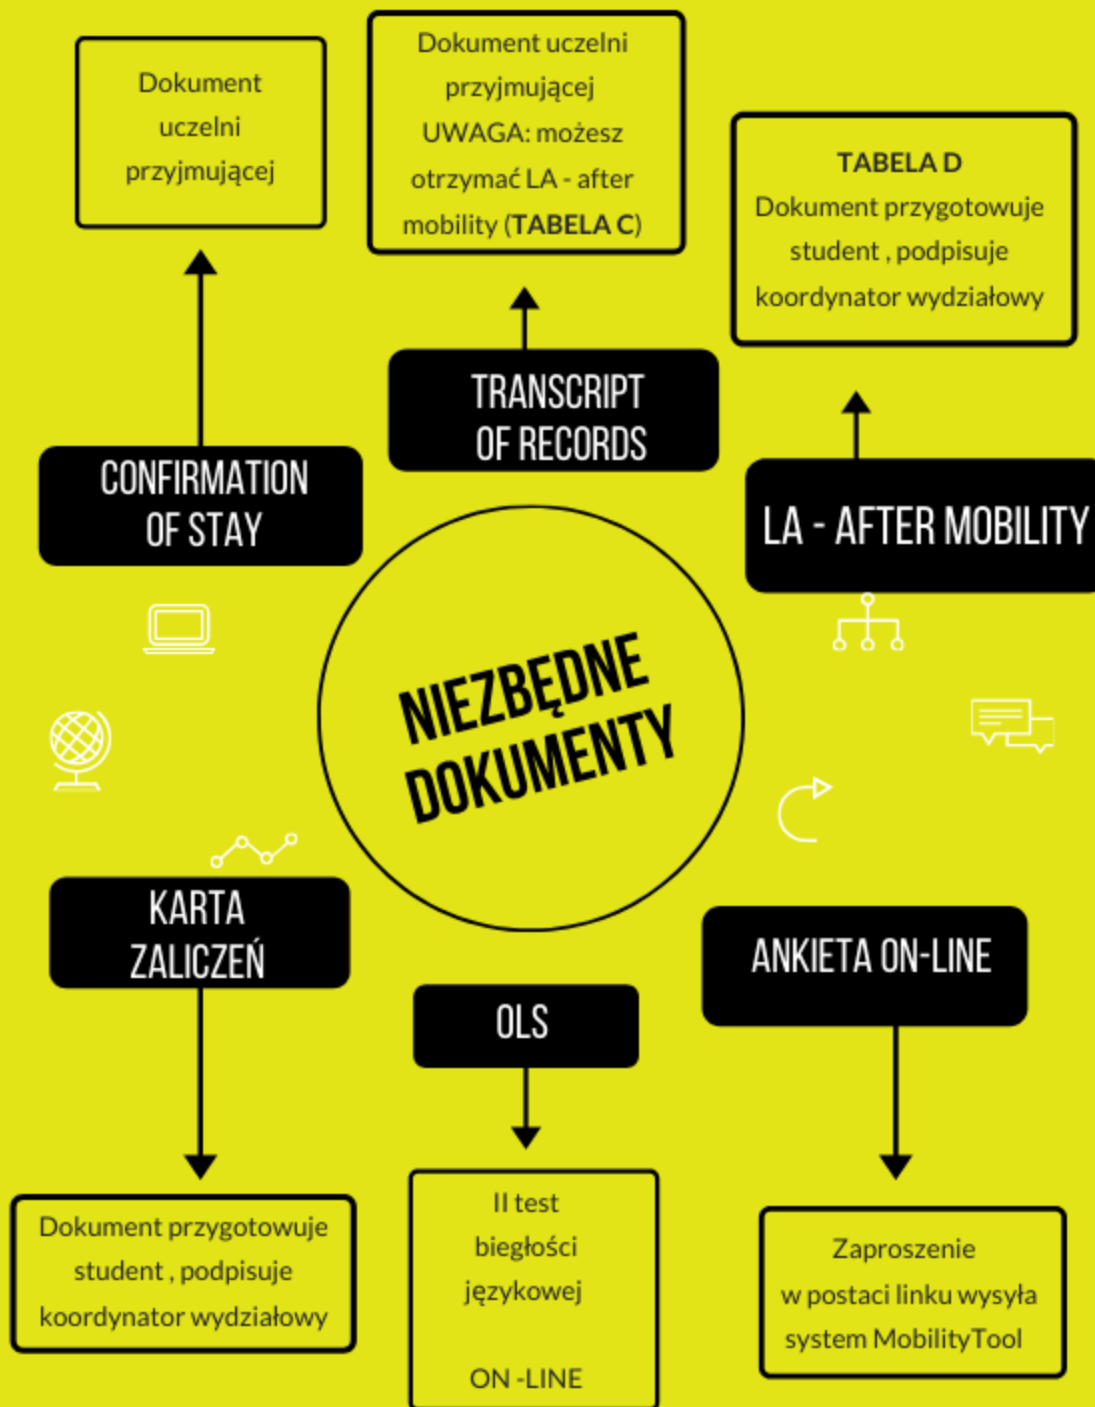 Dokument
uczelni
przyjmującej
Dokument uczelni
przyjmującej
UWAGA: możesz
otrzymać LA - after
mobility (TABELA C)
TABELA D
Dokument przygotowuje
student , podpisuje
koordynator wydziałowy
TRANSCRIPT
OF RECORDS
CONFIRMATION
OF STAY
LA - AFTER MOBILITY
NIEZBĘDNE
DOKUMENTY
KARTA
ZALICZEŃ
ANKIETA ON-LINE
OLS
Dokument przygotowuje
student , podpisuje
koordynator wydziałowy
II test
biegłości
językowej
ON -LINE
Zaproszenie
w postaci linku wysyła
system MobilityTool